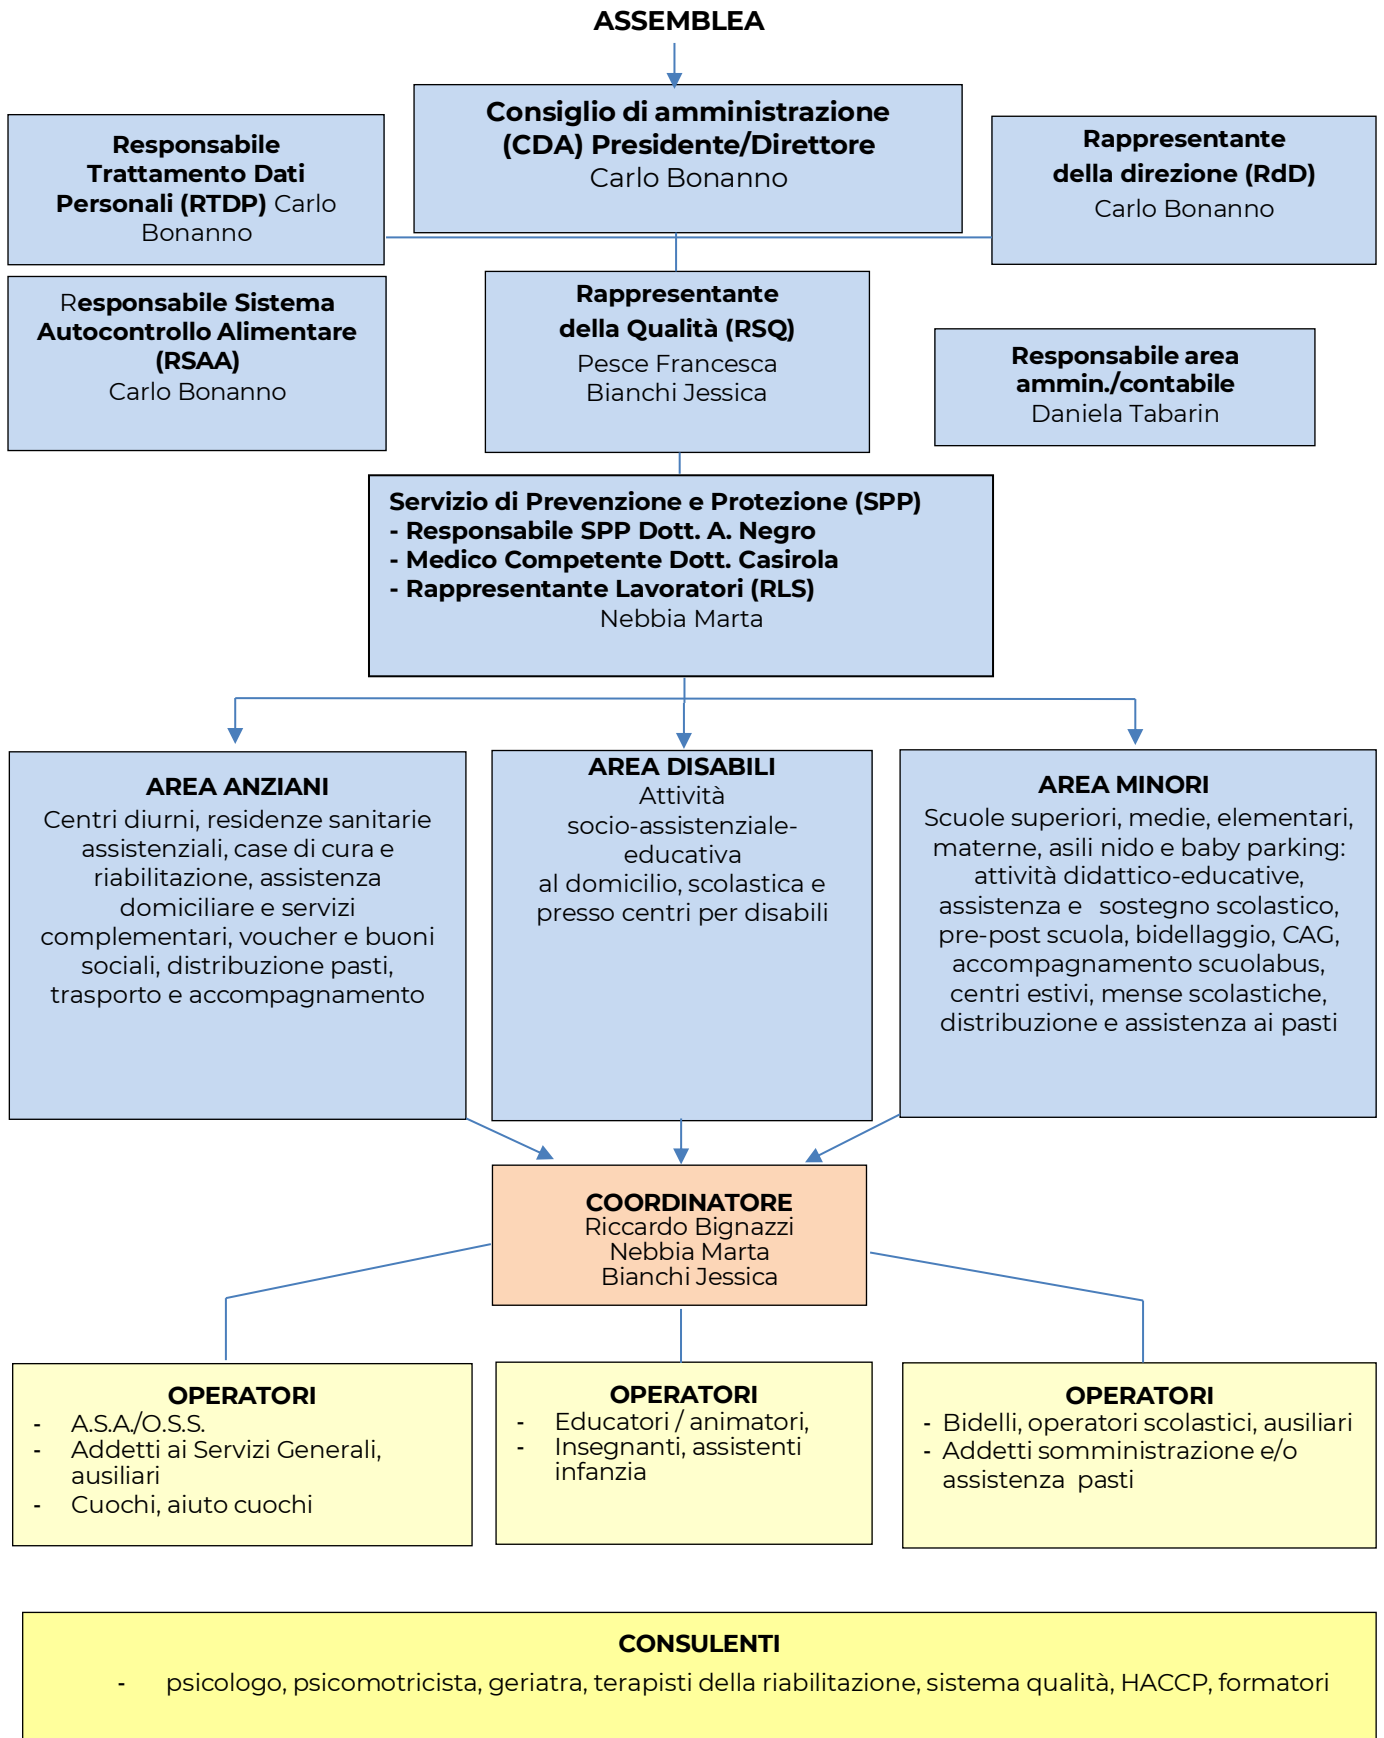 ASSEMBLEA
Consiglio di amministrazione
(CDA) Presidente/Direttore
Carlo Bonanno
Responsabile
Trattamento Dati
Personali (RTDP) Carlo
Bonanno
Rappresentante
della direzione (RdD)
Carlo Bonanno
Responsabile Sistema
Autocontrollo Alimentare
(RSAA)
Carlo Bonanno
Rappresentante
della Qualità (RSQ)
Pesce Francesca
Bianchi Jessica
Responsabile area
ammin./contabile
Daniela Tabarin
Servizio di Prevenzione e Protezione (SPP)
- Responsabile SPP Dott. A. Negro
- Medico Competente Dott. Casirola
- Rappresentante Lavoratori (RLS)
Nebbia Marta
AREA ANZIANI
Centri diurni, residenze sanitarie
assistenziali, case di cura e
riabilitazione, assistenza
domiciliare e servizi
complementari, voucher e buoni
sociali, distribuzione pasti,
trasporto e accompagnamento
AREA DISABILI
Attività
socio-assistenziale-
educativa
al domicilio, scolastica e
presso centri per disabili
AREA MINORI
Scuole superiori, medie, elementari,
materne, asili nido e baby parking:
attività didattico-educative,
assistenza e sostegno scolastico,
pre-post scuola, bidellaggio, CAG,
accompagnamento scuolabus,
centri estivi, mense scolastiche,
distribuzione e assistenza ai pasti
COORDINATORE
Riccardo Bignazzi
Nebbia Marta
Bianchi Jessica
OPERATORI
- A.S.A./O.S.S.
- Addetti ai Servizi Generali,
ausiliari
- Cuochi, aiuto cuochi
OPERATORI
- Educatori / animatori,
- Insegnanti, assistenti
infanzia
OPERATORI
- Bidelli, operatori scolastici, ausiliari
- Addetti somministrazione e/o
assistenza pasti
CONSULENTI
- psicologo, psicomotricista, geriatra, terapisti della riabilitazione, sistema qualità, HACCP, formatori